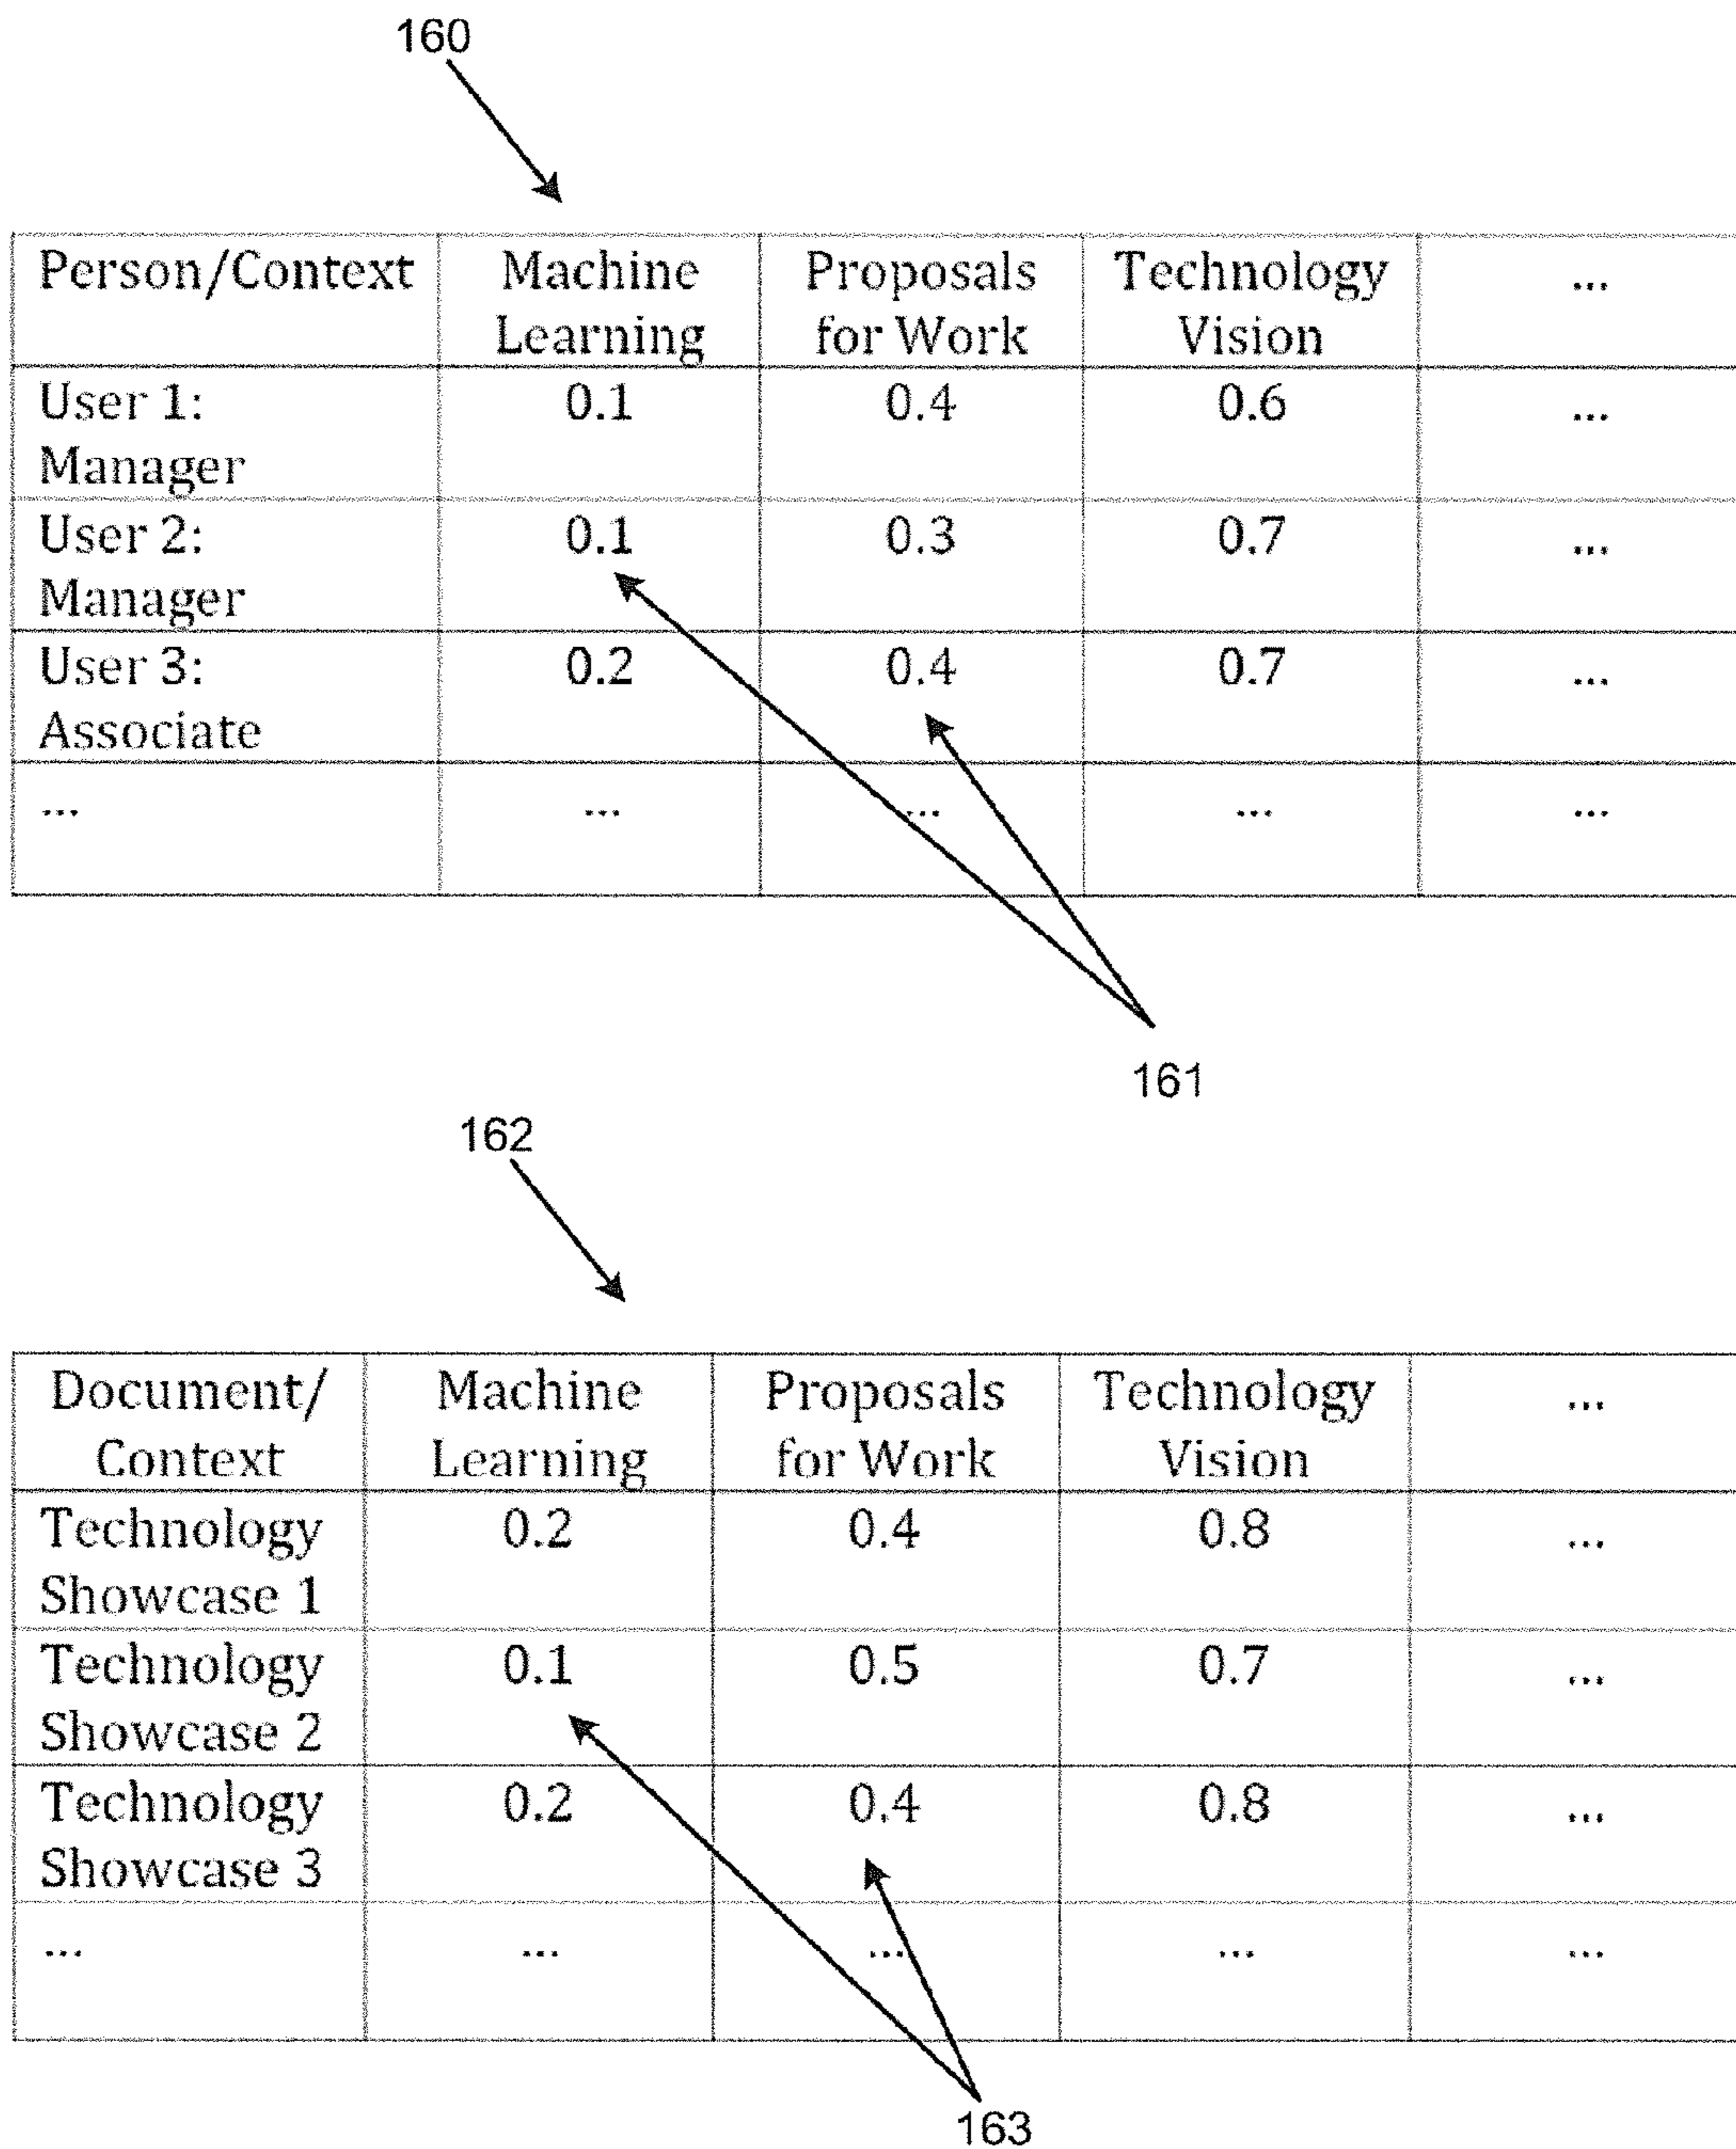 160
Person/Context Machine Proposals Technology ...
Learning for Work Vision
User 1: 0.1 0.4 0.6 ...
Manager
User 2: 0.1 0.3 0.7 ...
Manager
User 3: 0.2 0.4 0.7 ...
Associate
... ... ... ... ...
161
162
Document/ Machine Proposals Technology ...
Context Learning for Work Vision
Technology 0.2 0.4 0.8 ...
Showcase 1
Technology 0.1 0.5 0.7 ...
Showcase 2
Technology 0.2 0.4 0.8 ...
Showcase 3
... ... ... ... ...
163